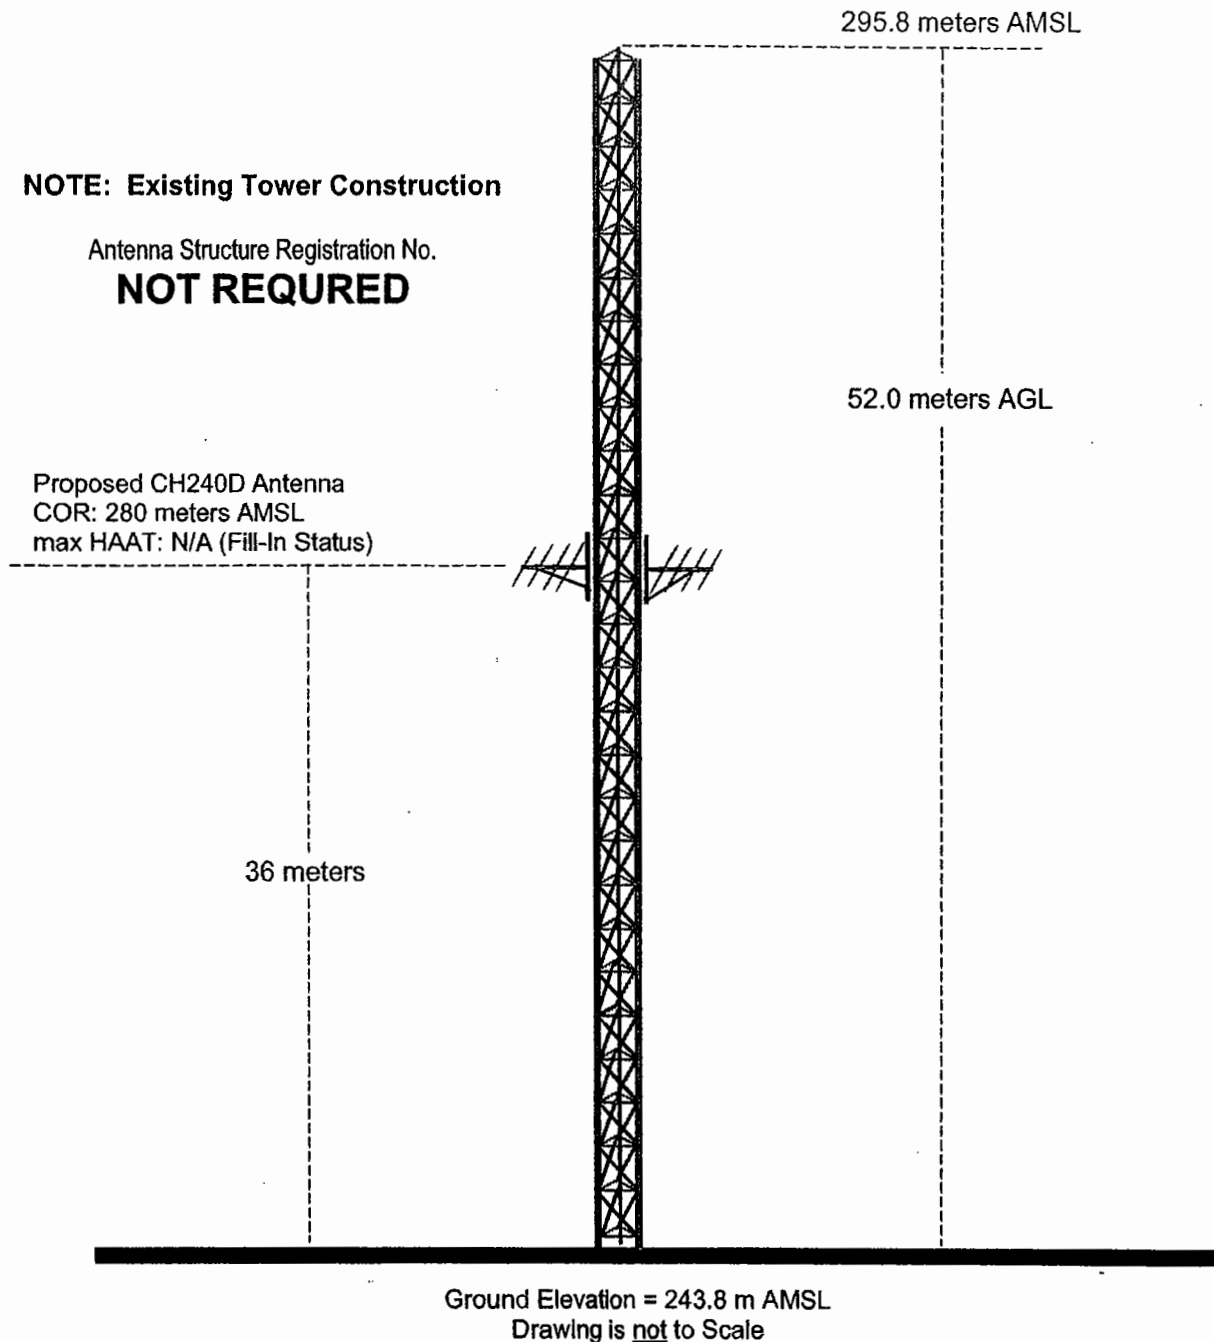 295.8 meters AMSL
NOTE: Existing Tower Construction
Antenna Structure Registration No.
NOT REQURED
52.0 meters AGL
Proposed CH240D Antenna
COR: 280 meters AMSL
max HAAT: N/A (Fill-In Status)
36 meters
Ground Elevation = 243.8 m AMSL
Drawing is not to Scale